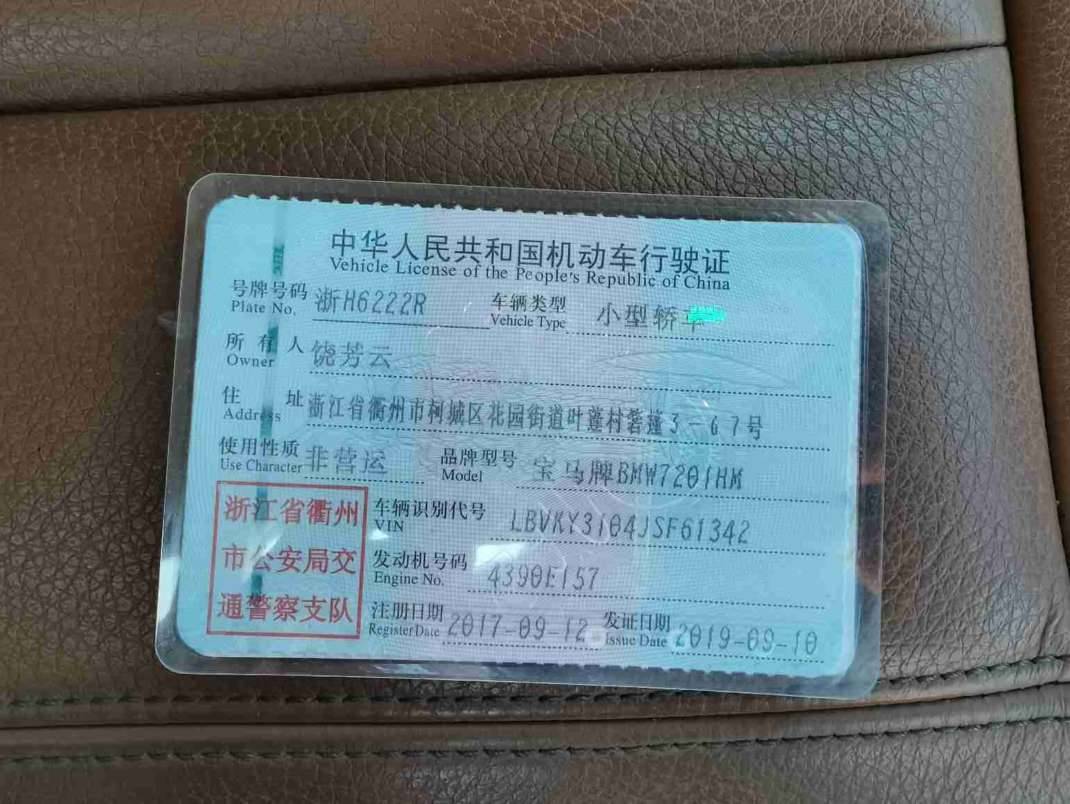 中华人民共和国机动车行驶证
Vehicle License of the People's Republic of China
号牌号码 浙H6222R 车辆类型 小型轿车
Plate No. Vehicle Type
所有人 饶芳云
Owner
住址 浙江省衢州市柯城区花园街道叶蓬村砻蓬3-67号
Address
使用性质 非营运 品牌型号 宝马牌BMW7201HM
Use Character Model
浙江省衢州
市公安局交
通警察支队
车辆识别代号 LBVKY3104JSF61342
VIN
发动机号码 4390E157
Engine No.
注册日期 2017-09-12 发证日期 2019-09-10
Register Date Issue Date